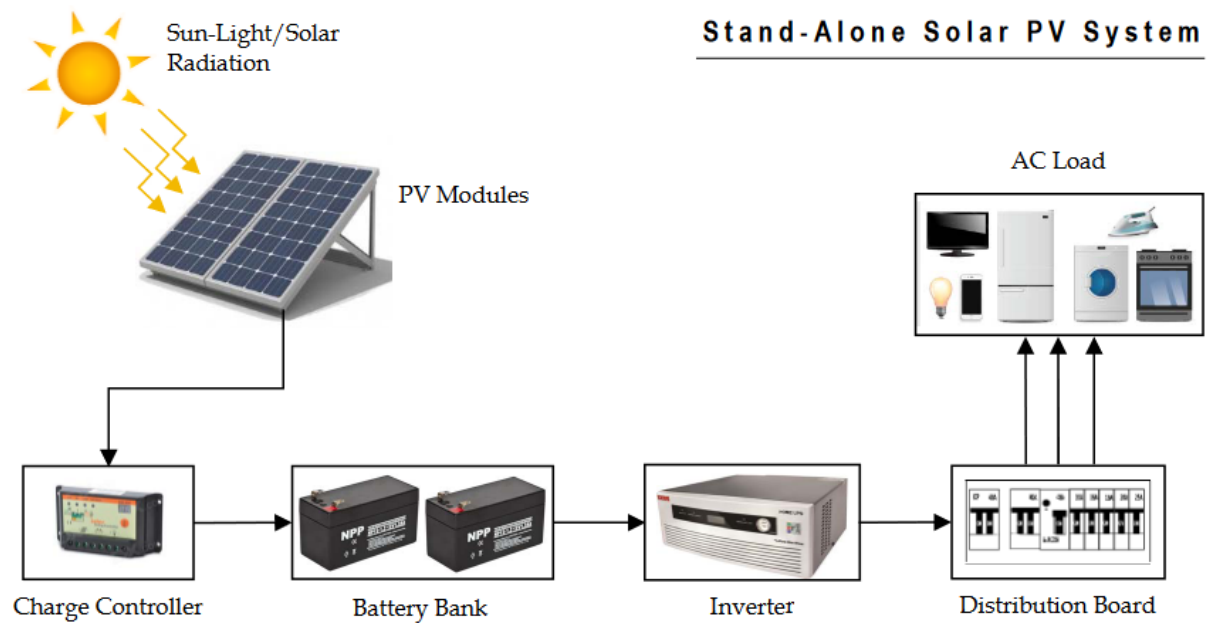 Stand-Alone Solar PV System
Sun-Light/Solar
Radiation
PV Modules
AC Load
NPP
NPP
Charge Controller
Battery Bank
Inverter
Distribution Board